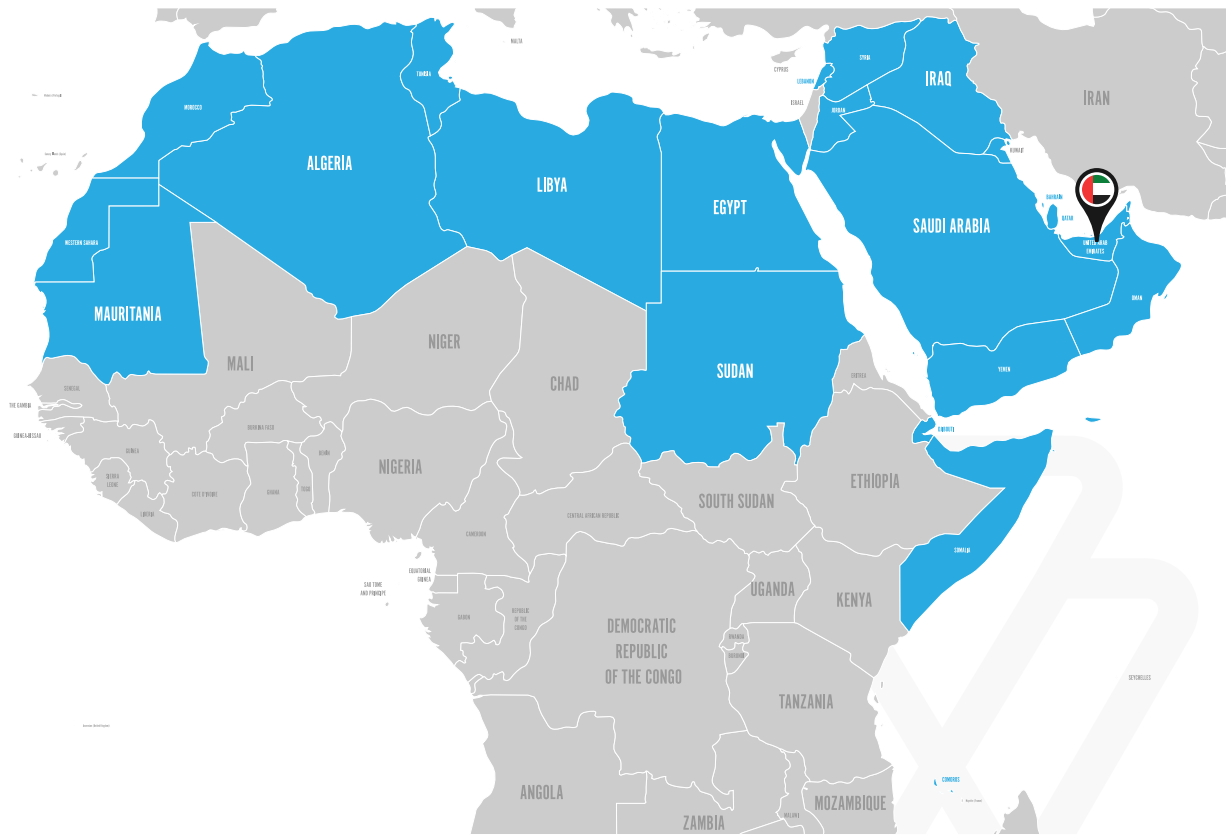 MALTA
CYPRUS
LEBANON
SYRIA
IRAQ
IRAN
ISRAEL
JORDAN
KUWAIT
TUNISIA
MOROCCO
ALGERIA
LIBYA
EGYPT
SAUDI ARABIA
BAHRAIN
QATAR
UNITED ARAB
EMIRATES
OMAN
YEMEN
WESTERN SAHARA
MAURITANIA
MALI
NIGER
CHAD
SUDAN
ERITREA
DJIBOUTI
SENEGAL
THE GAMBIA
GUINEA-BISSAU
GUINEA
SIERRA
LEONE
LIBERIA
COTE D'IVOIRE
BURKINA FASO
GHANA
TOGO
BENIN
NIGERIA
CAMEROON
CENTRAL AFRICAN REPUBLIC
SOUTH SUDAN
ETHIOPIA
SOMALIA
EQUATORIAL
GUINEA
SAO TOME
AND PRINCIPE
GABON
REPUBLIC
OF THE
CONGO
DEMOCRATIC
REPUBLIC
OF THE CONGO
UGANDA
KENYA
RWANDA
BURUNDI
TANZANIA
SEYCHELLES
COMOROS
ANGOLA
ZAMBIA
MALAWI
MOZAMBIQUE